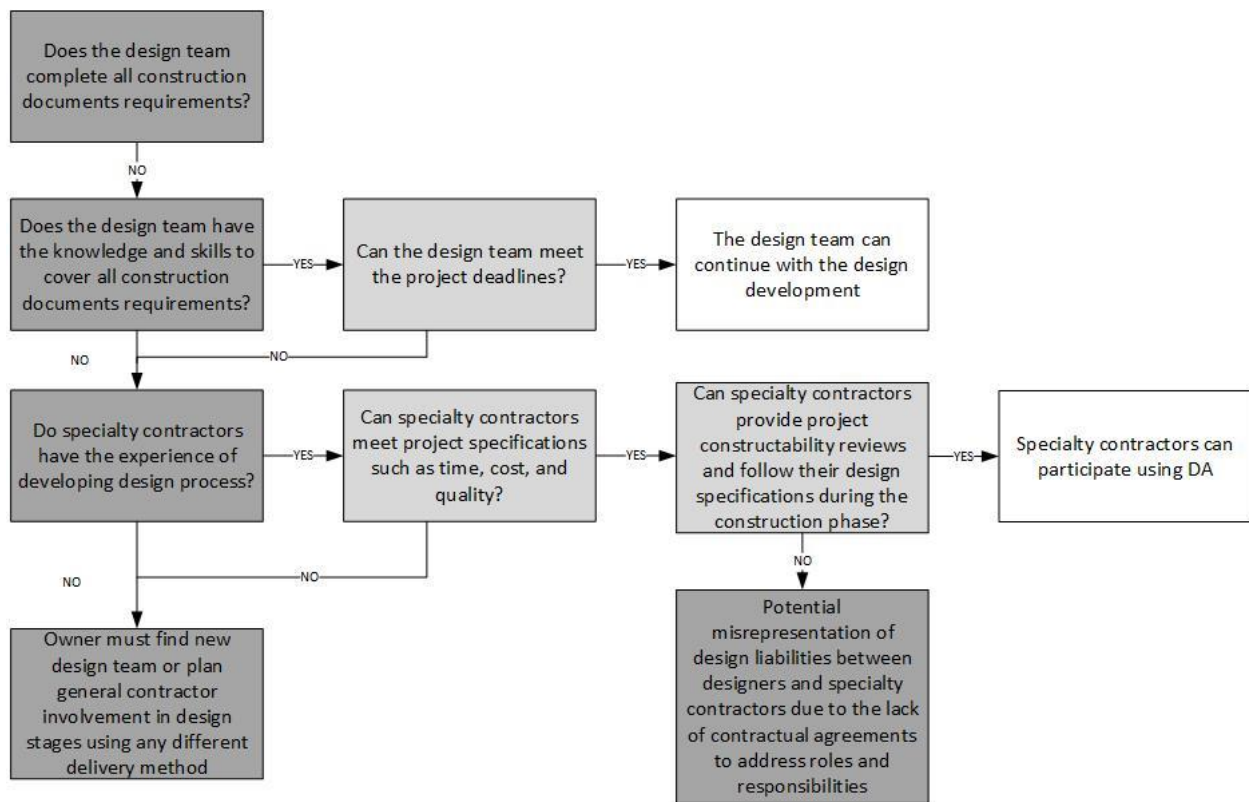 Does the design team
complete all construction
documents requirements?
NO
Does the design team have
the knowledge and skills to
cover all construction
documents requirements?
YES
Can the design team meet
the project deadlines?
YES
The design team can
continue with the design
development
NO
NO
Do specialty contractors
have the experience of
developing design process?
YES
Can specialty contractors
meet project specifications
such as time, cost, and
quality?
YES
Can specialty contractors
provide project
constructability reviews
and follow their design
specifications during the
construction phase?
YES
Specialty contractors can
participate using DA
NO
NO
NO
Owner must find new
design team or plan
general contractor
involvement in design
stages using any different
delivery method
Potential
misrepresentation of
design liabilities between
designers and specialty
contractors due to the lack
of contractual agreements
to address roles and
responsibilities